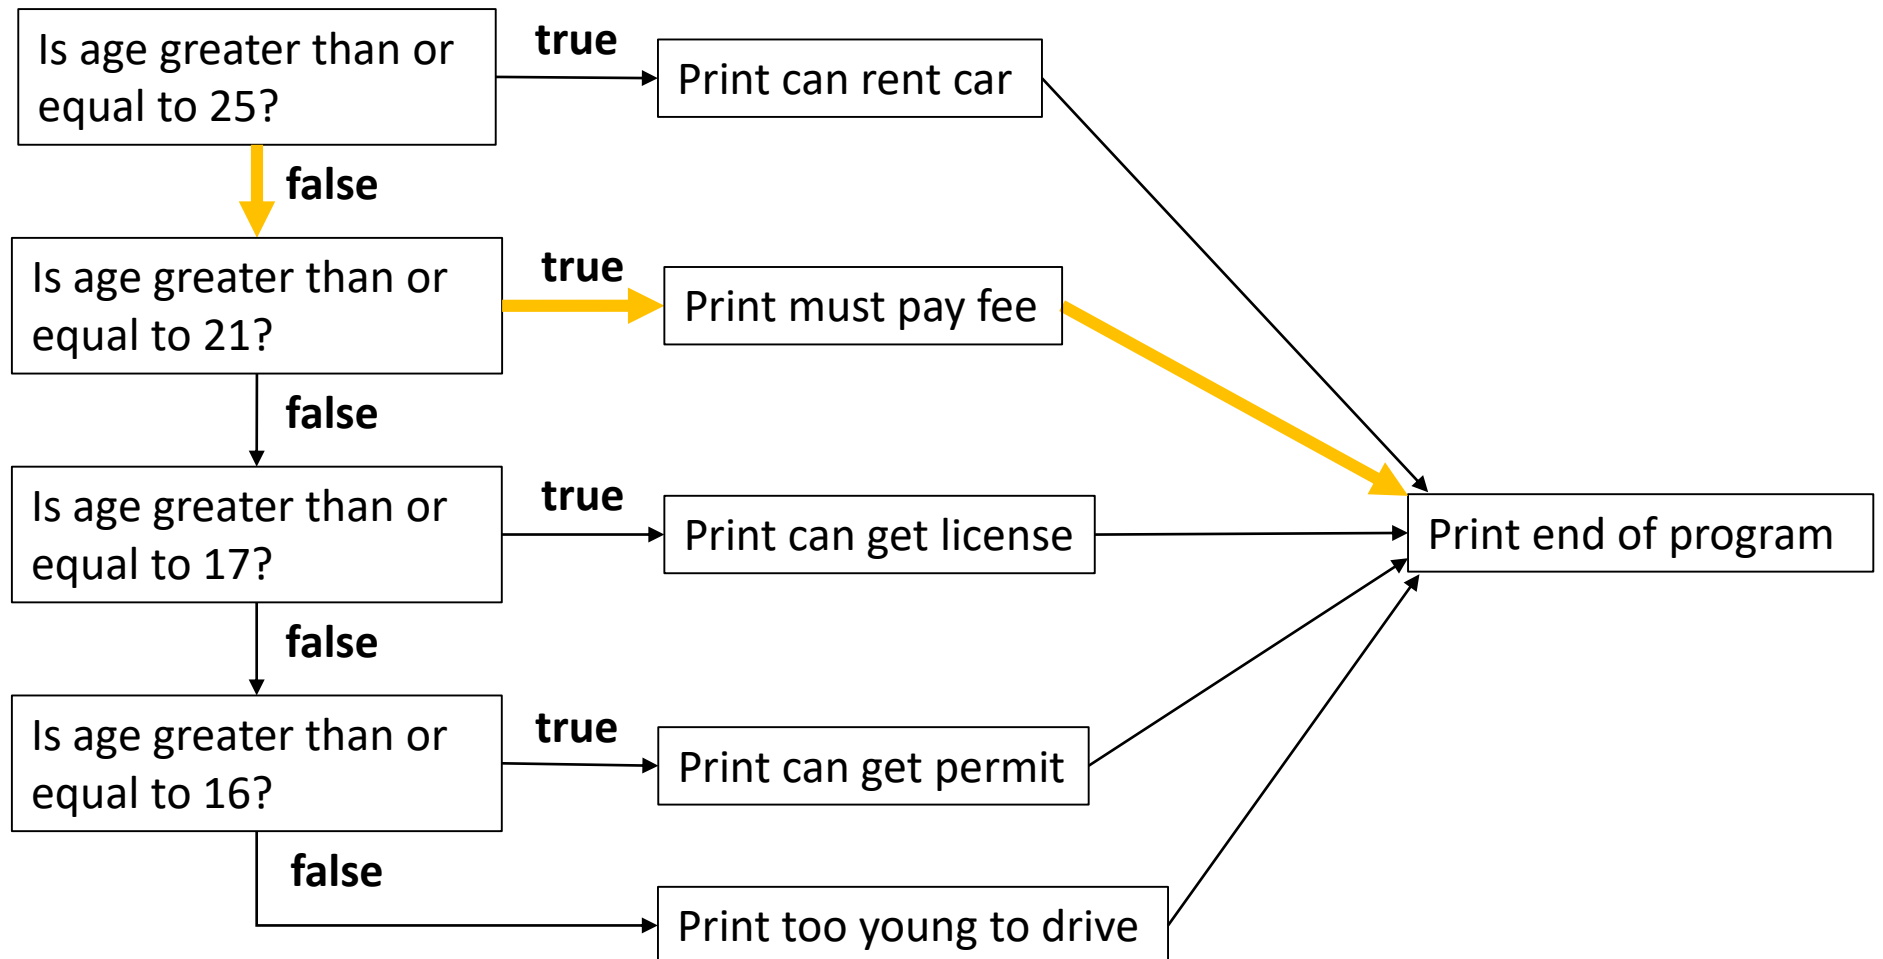 Is age greater than or
equal to 25?
true
Print can rent car
false
Is age greater than or
equal to 21?
true
Print must pay fee
false
Is age greater than or
equal to 17?
true
Print can get license
Print end of program
false
Is age greater than or
equal to 16?
true
Print can get permit
false
Print too young to drive